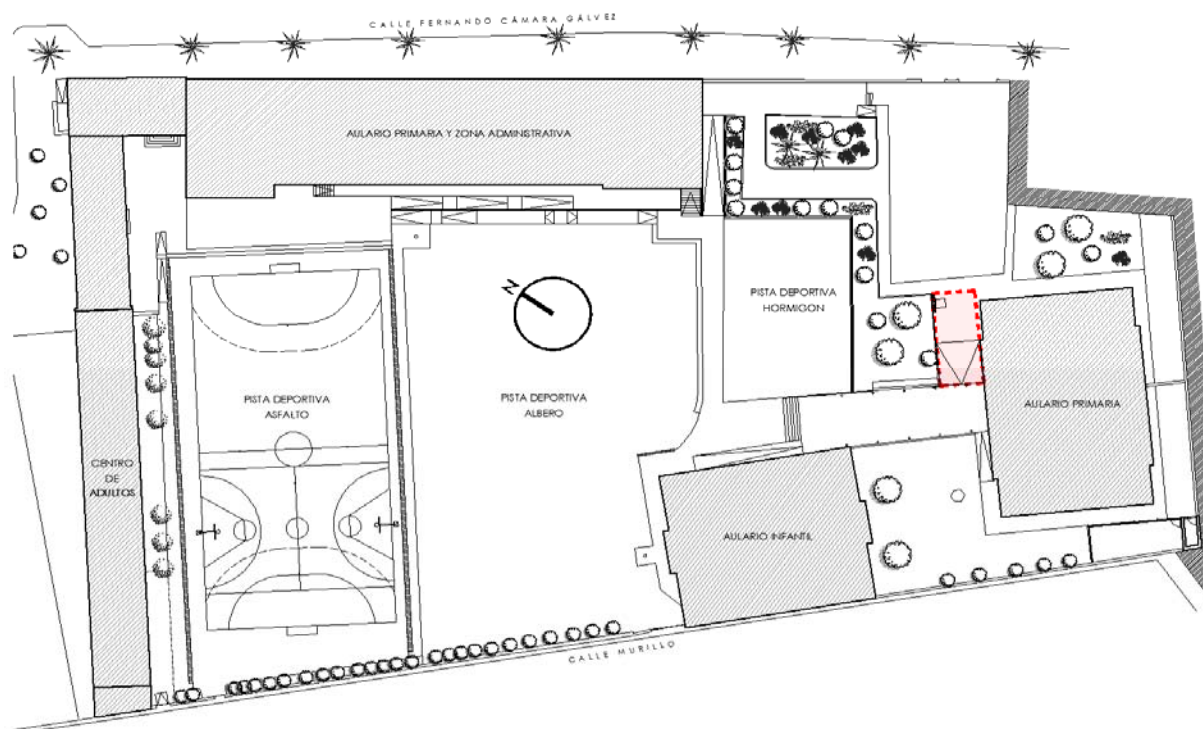 CALLE FERNANDO CÁMARA GÁLVEZ
AULARIO PRIMARIA Y ZONA ADMINISTRATIVA
N
PISTA DEPORTIVA
HORMIGON
PISTA DEPORTIVA
ASFALTO
PISTA DEPORTIVA
ALBERO
AULARIO PRIMARIA
CENTRO
DE
ADULTOS
AULARIO INFANTIL
CALLE MURILLO